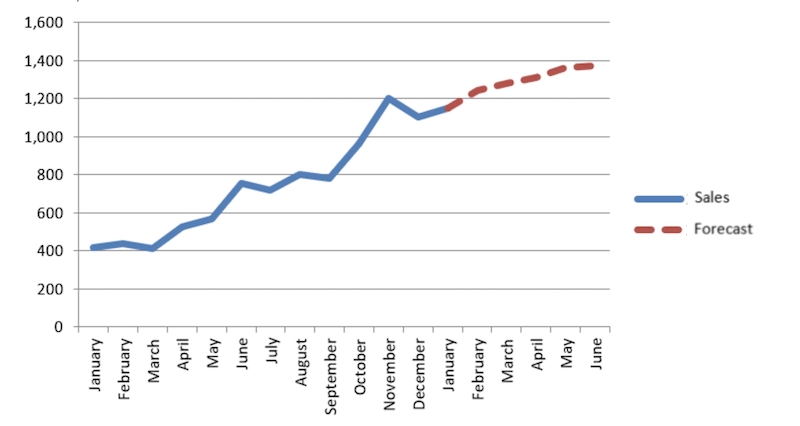 1,600
1,400
1,200
1,000
800
600
400
200
0
January
February
March
April
May
June
July
August
September
October
November
December
January
February
March
April
May
June
Sales
Forecast